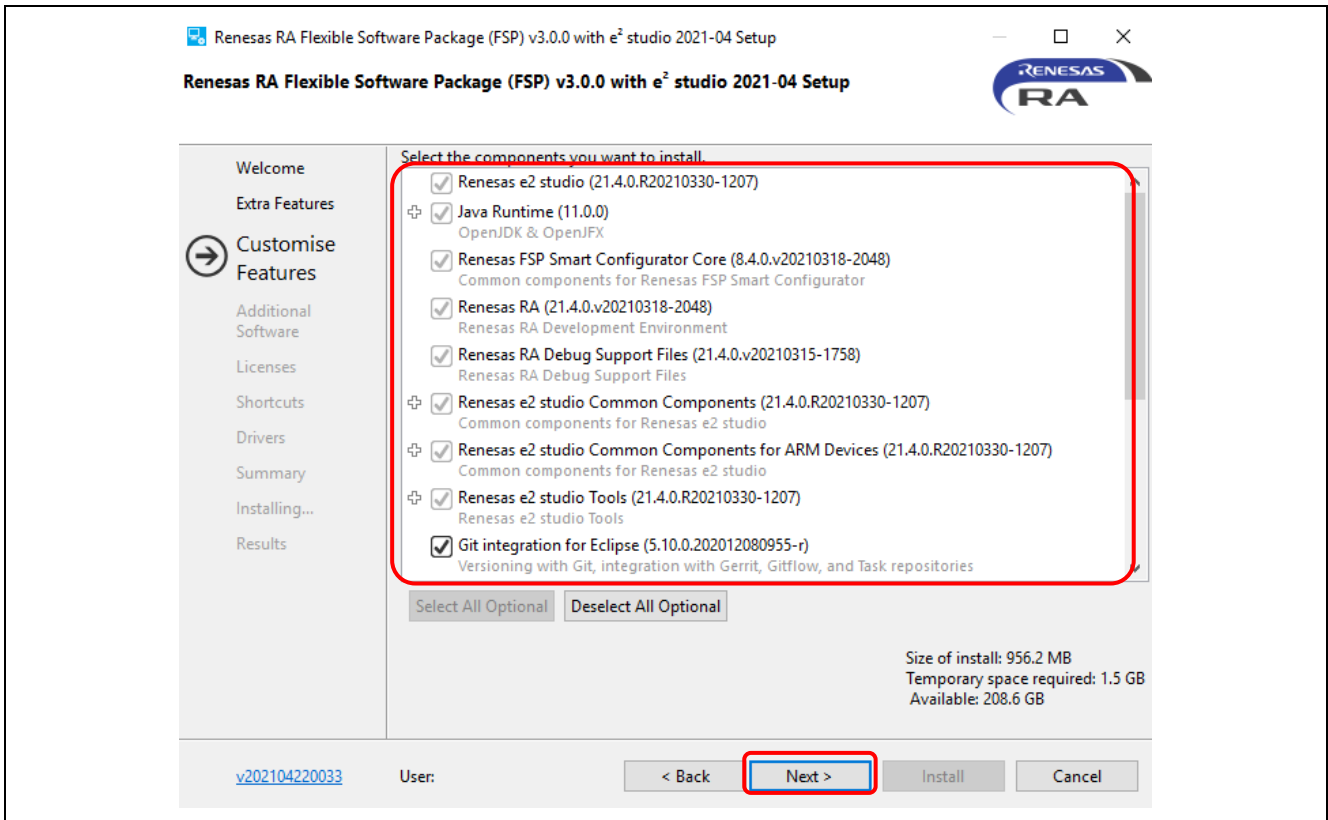 Renesas RA Flexible Software Package (FSP) v3.0.0 with e² studio 2021-04 Setup
Renesas RA Flexible Software Package (FSP) v3.0.0 with e² studio 2021-04 Setup
RENESAS
RA
Welcome
Extra Features
Customise
Features
Additional
Software
Licenses
Shortcuts
Drivers
Summary
Installing...
Results
Select the components you want to install.
Renesas e2 studio (21.4.0.R20210330-1207)
Java Runtime (11.0.0)
OpenJDK & OpenJFX
Renesas FSP Smart Configurator Core (8.4.0.v20210318-2048)
Common components for Renesas FSP Smart Configurator
Renesas RA (21.4.0.v20210318-2048)
Renesas RA Development Environment
Renesas RA Debug Support Files (21.4.0.v20210315-1758)
Renesas RA Debug Support Files
Renesas e2 studio Common Components (21.4.0.R20210330-1207)
Common components for Renesas e2 studio
Renesas e2 studio Common Components for ARM Devices (21.4.0.R20210330-1207)
Common components for Renesas e2 studio
Renesas e2 studio Tools (21.4.0.R20210330-1207)
Renesas e2 studio Tools
Git integration for Eclipse (5.10.0.202012080955-r)
Versioning with Git, integration with Gerrit, Gitflow, and Task repositories
Select All Optional
Deselect All Optional
Size of install: 956.2 MB
Temporary space required: 1.5 GB
Available: 208.6 GB
v202104220033
User:
< Back
Next >
Install
Cancel